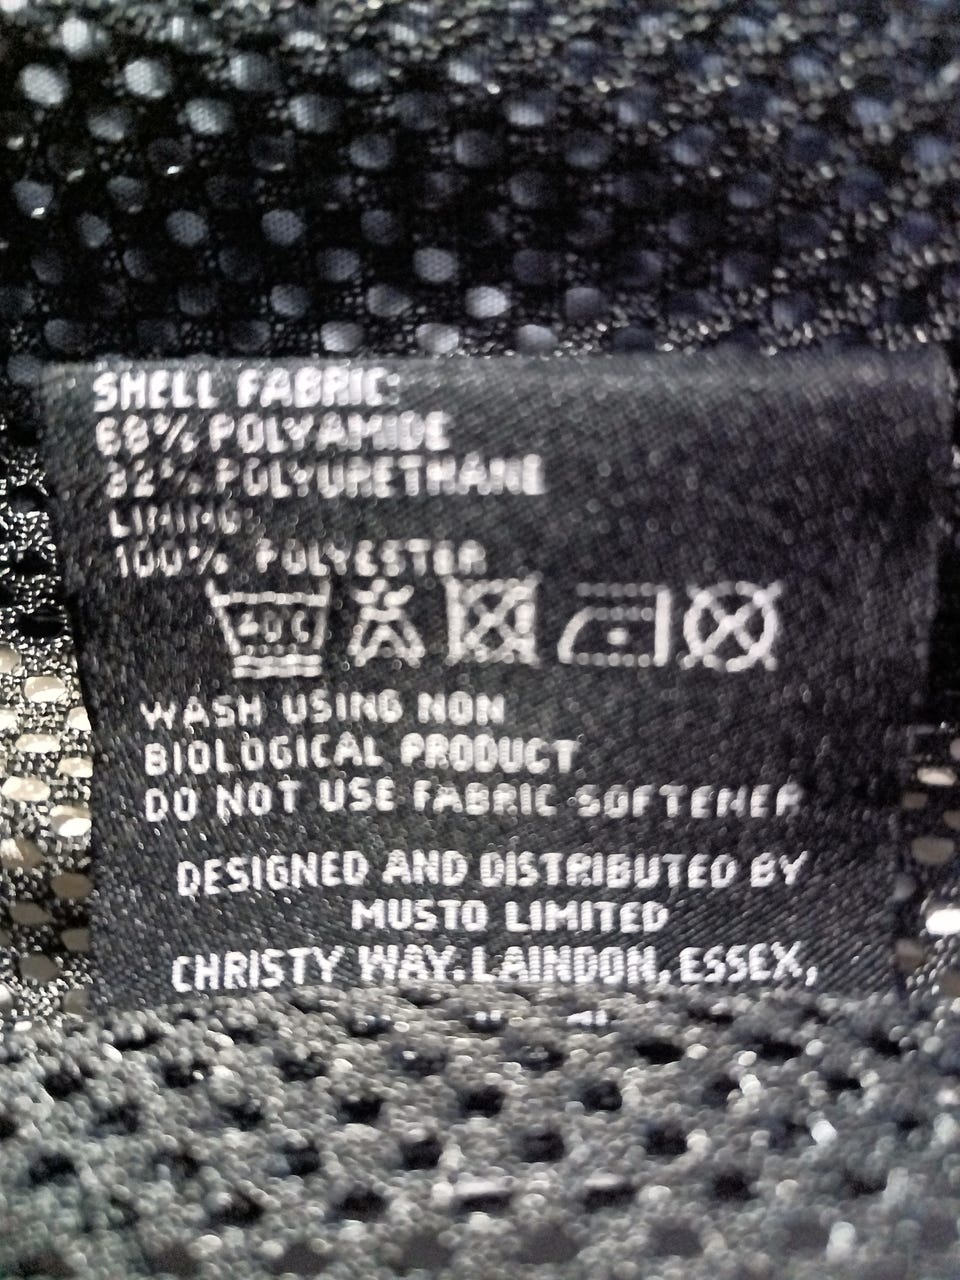 SHELL FABRIC:
68% POLYAMIDE
32% POLYURETHANE
LINING:
100% POLYESTER
40°C
WASH USING NON
BIOLOGICAL PRODUCT
DO NOT USE FABRIC SOFTENER
DESIGNED AND DISTRIBUTED BY
MUSTO LIMITED
CHRISTY WAY, LAINDON, ESSEX,